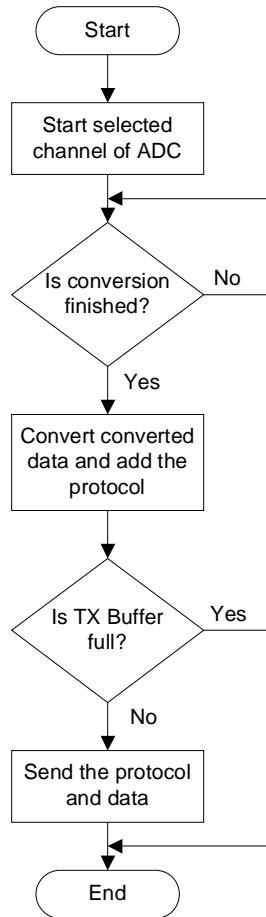 Start
Start selected
channel of ADC
Is conversion
finished?
No
Yes
Convert converted
data and add the
protocol
Is TX Buffer
full?
Yes
No
Send the protocol
and data
End